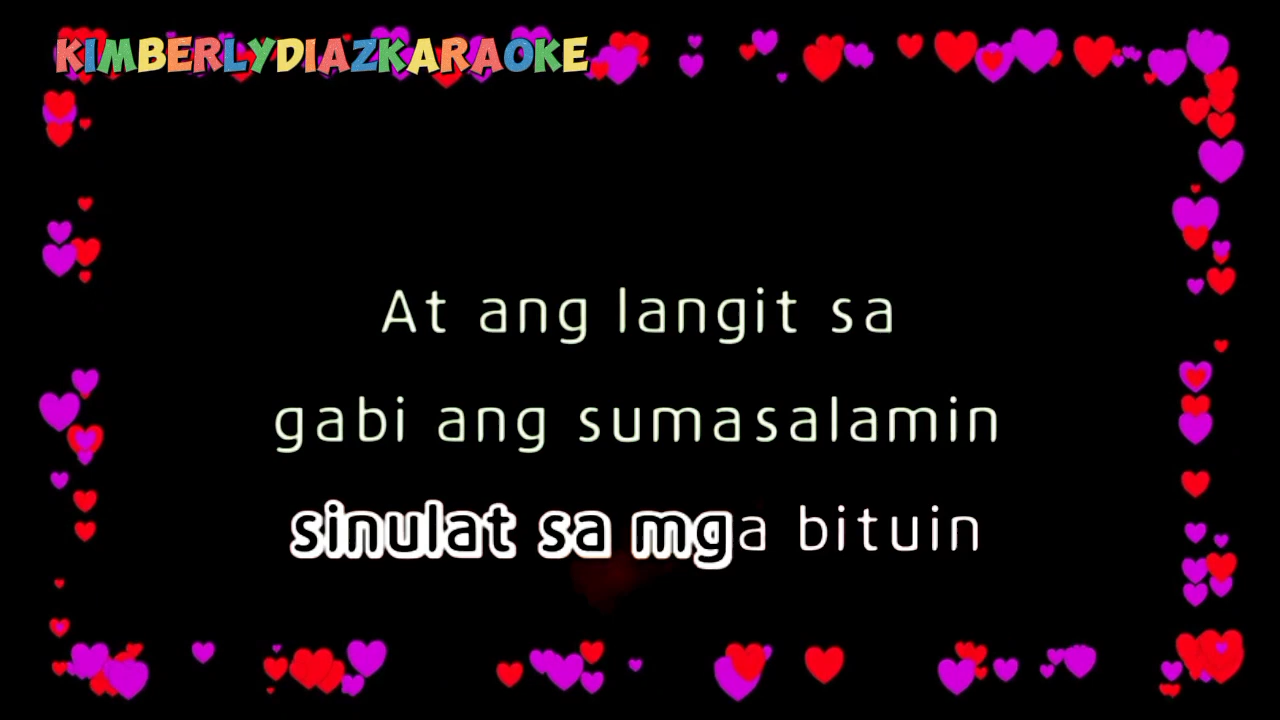 KIMBERLYDIAZKARAOKE
At ang langit sa
gabi ang sumasalamin
sinulat sa mga bituin